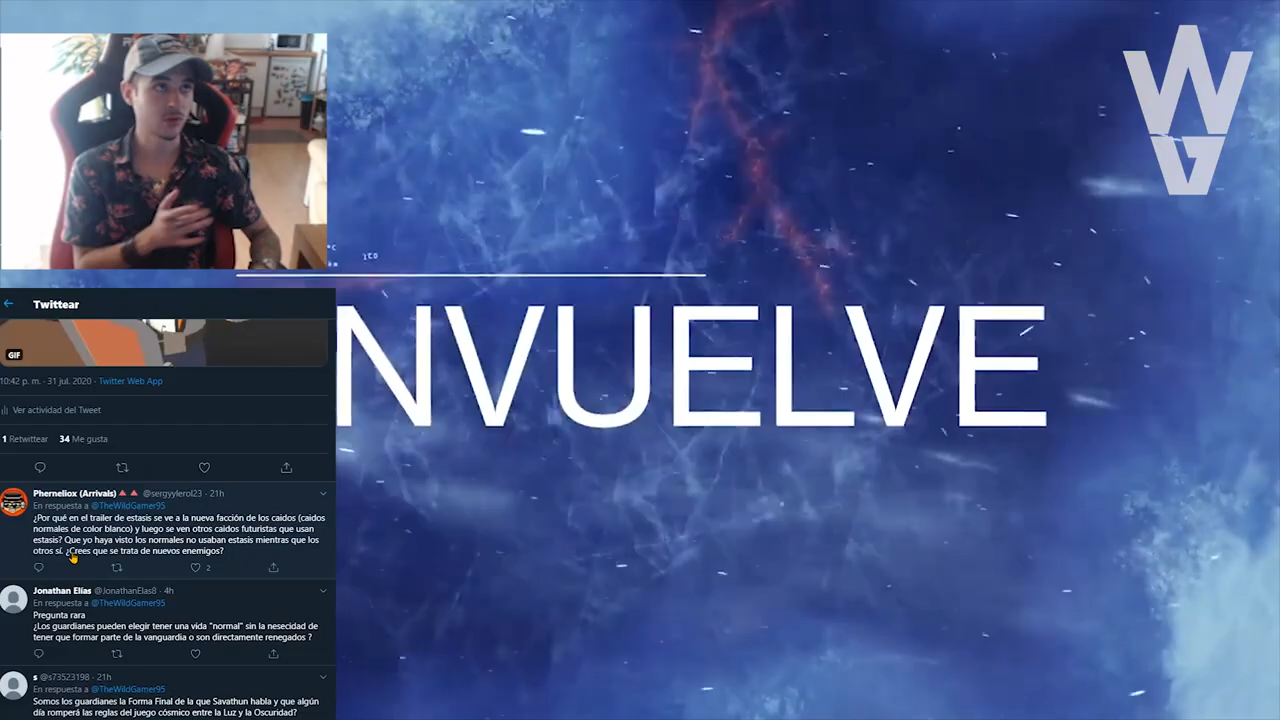 WG
ICO
NVUELVE
Twittear
GIF
10:42 p. m. · 31 jul. 2020 · Twitter Web App
Ver actividad del Tweet
1 Retwittear 34 Me gusta
Pherneliox (Arrivals)🔺🔺 @sergyylerol23 · 21h
En respuesta a @TheWildGamer95
¿Por qué en el trailer de estasis se ve a la nueva facción de los caidos (caidos
normales de color blanco) y luego se ven otros caidos futuristas que usan
estasis? Que yo haya visto los normales no usaban estasis mientras que los
otros sí. ¿Crees que se trata de nuevos enemigos?
2
Jonathan Elías @JonathanElas8 · 4h
En respuesta a @TheWildGamer95
Pregunta rara
¿Los guardianes pueden elegir tener una vida "normal" sin la nesecidad de
tener que formar parte de la vanguardia o son directamente renegados ?
s @s73523198 · 21h
En respuesta a @TheWildGamer95
Somos los guardianes la Forma Final de la que Savathun habla y que algún
día romperá las reglas del juego cósmico entre la Luz y la Oscuridad?